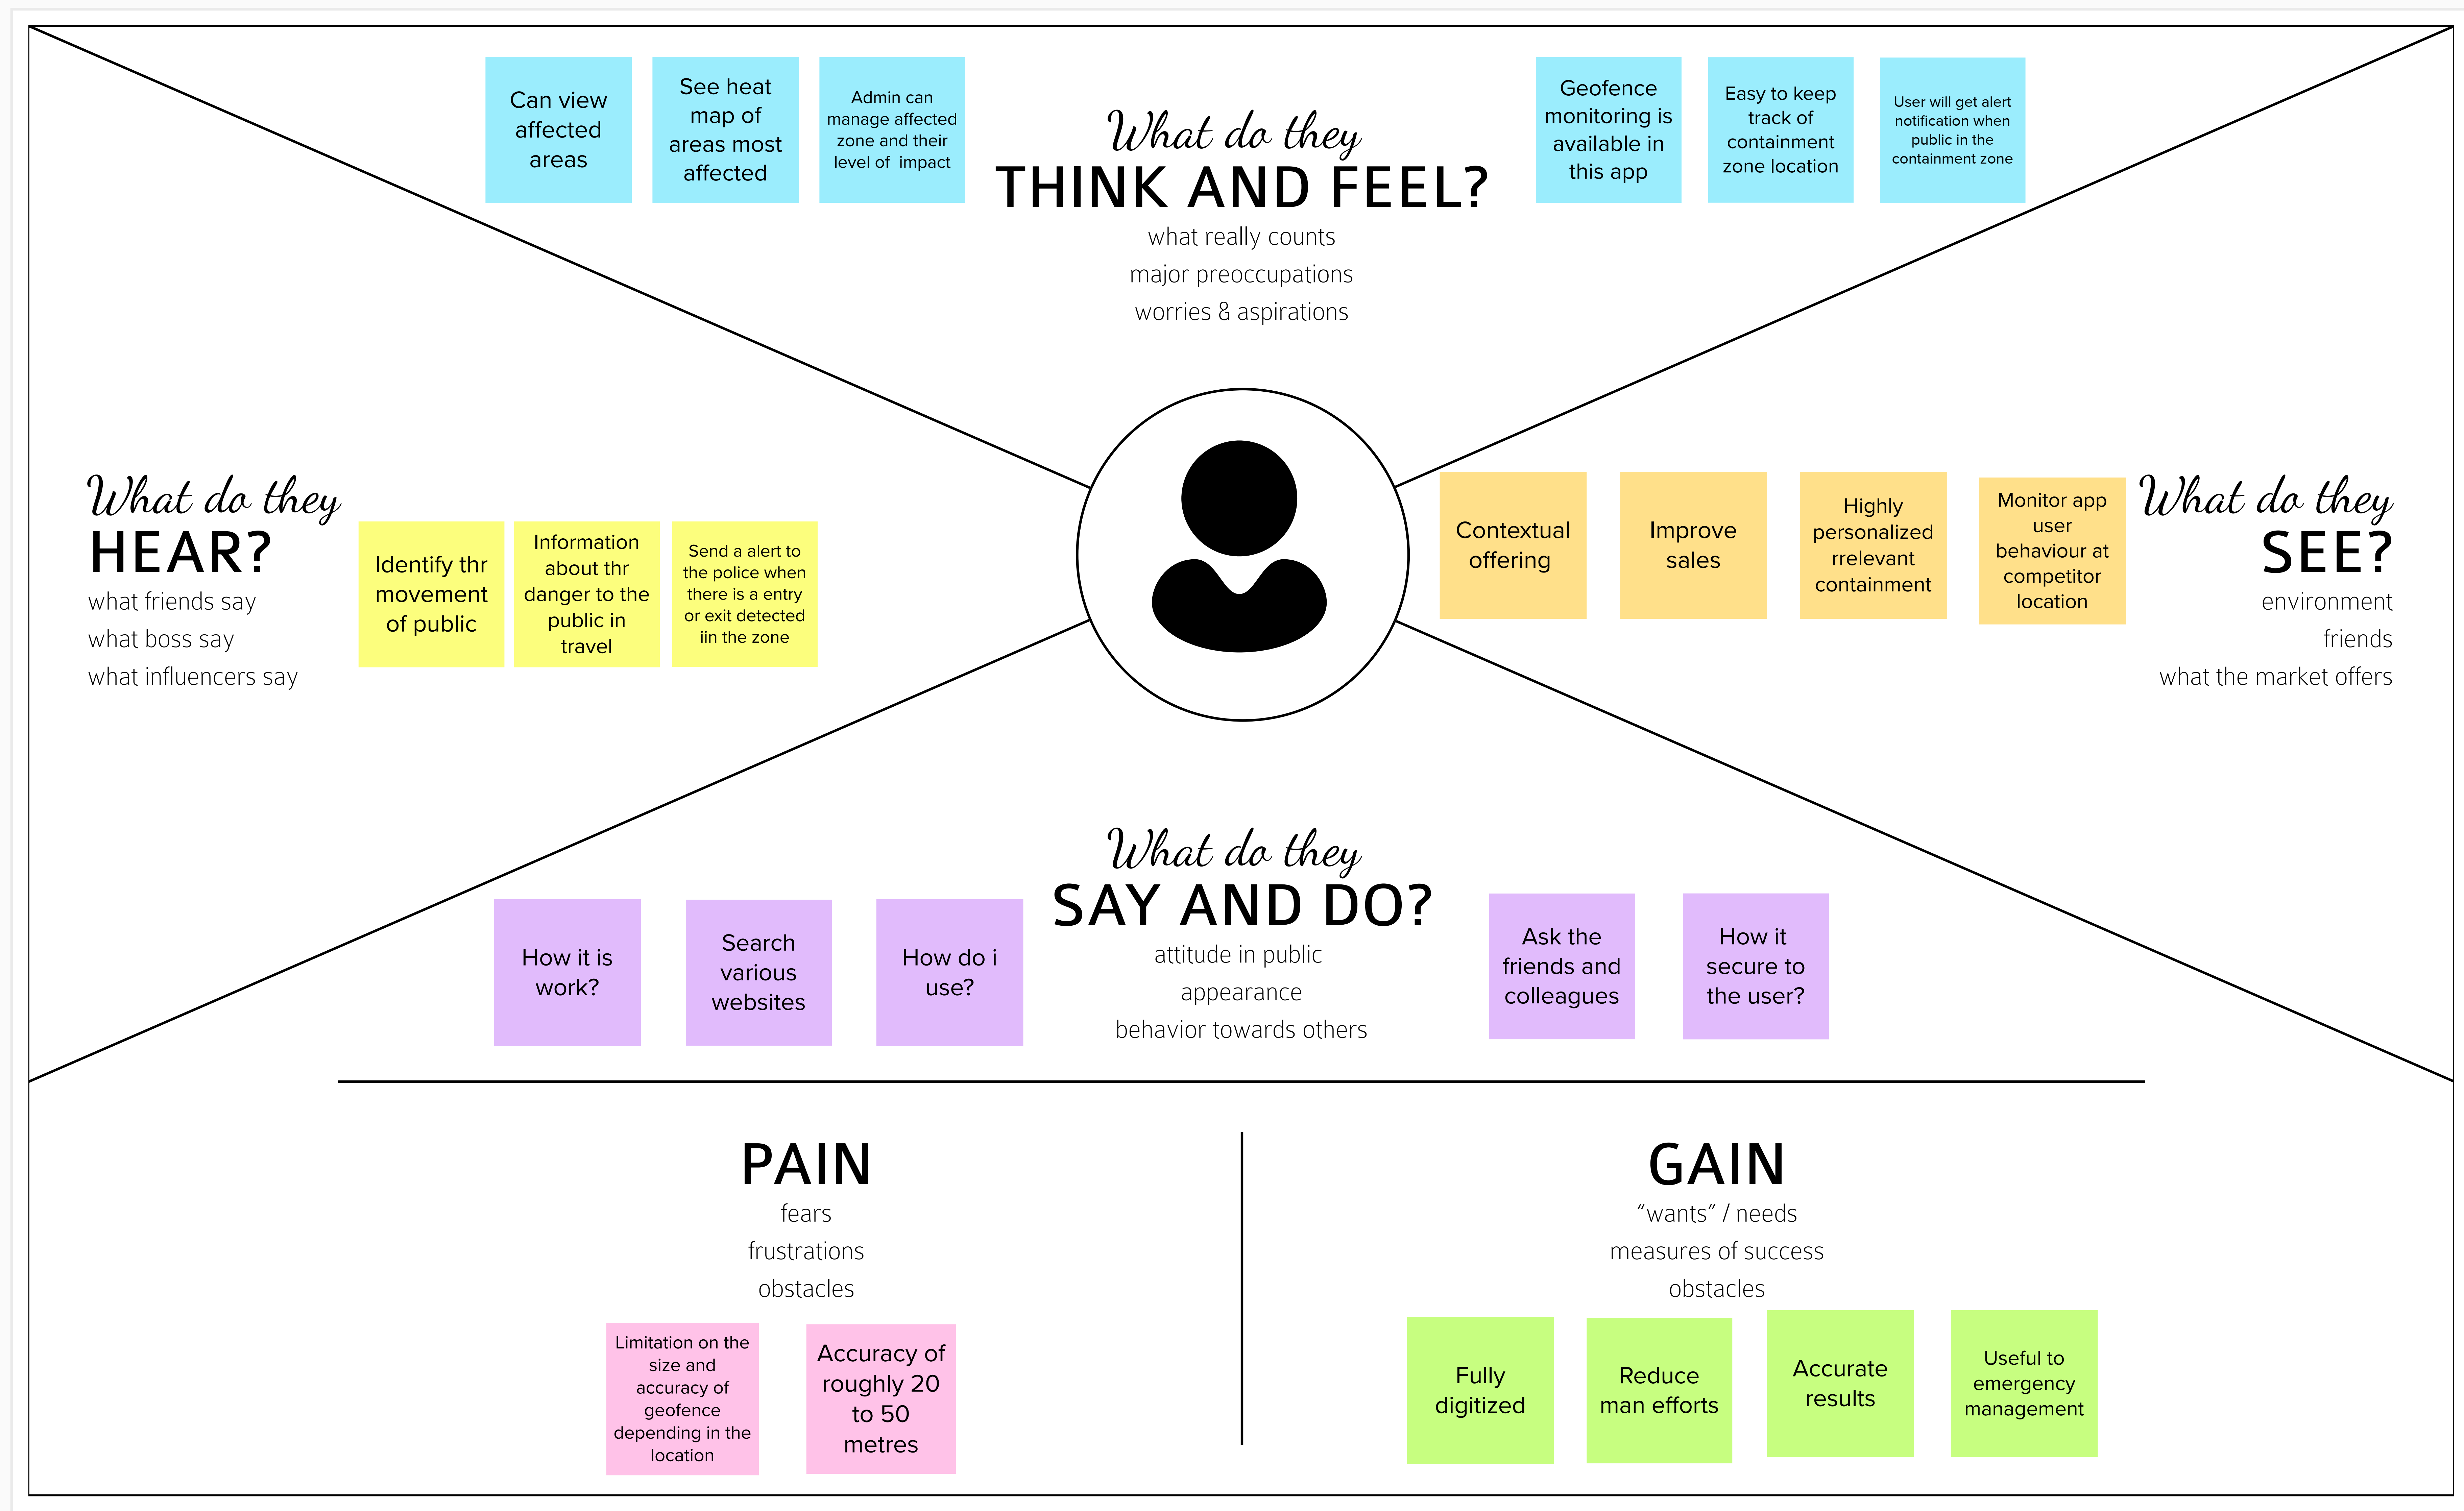 Can view
affected
areas
See heat
map of
areas most
affected
Admin can
manage affected
zone and their
level of impact
What do they
THINK AND FEEL?
what really counts
major preoccupations
worries & aspirations
Geofence
monitoring is
available in
this app
Easy to keep
track of
containment
zone location
User will get alert
notification when
public in the
containment zone
What do they
HEAR?
what friends say
what boss say
what influencers say
Identify thr
movement
of public
Information
about thr
danger to the
public in
travel
Send a alert to
the police when
there is a entry
or exit detected
iin the zone
Contextual
offering
Improve
sales
Highly
personalized
rrelevant
containment
Monitor app
user
behaviour at
competitor
location
What do they
SEE?
environment
friends
what the market offers
What do they
SAY AND DO?
attitude in public
appearance
behavior towards others
How it is
work?
Search
various
websites
How do i
use?
Ask the
friends and
colleagues
How it
secure to
the user?
PAIN
fears
frustrations
obstacles
Limitation on the
size and
accuracy of
geofence
depending in the
location
Accuracy of
roughly 20
to 50
metres
GAIN
“wants” / needs
measures of success
obstacles
Fully
digitized
Reduce
man efforts
Accurate
results
Useful to
emergency
management